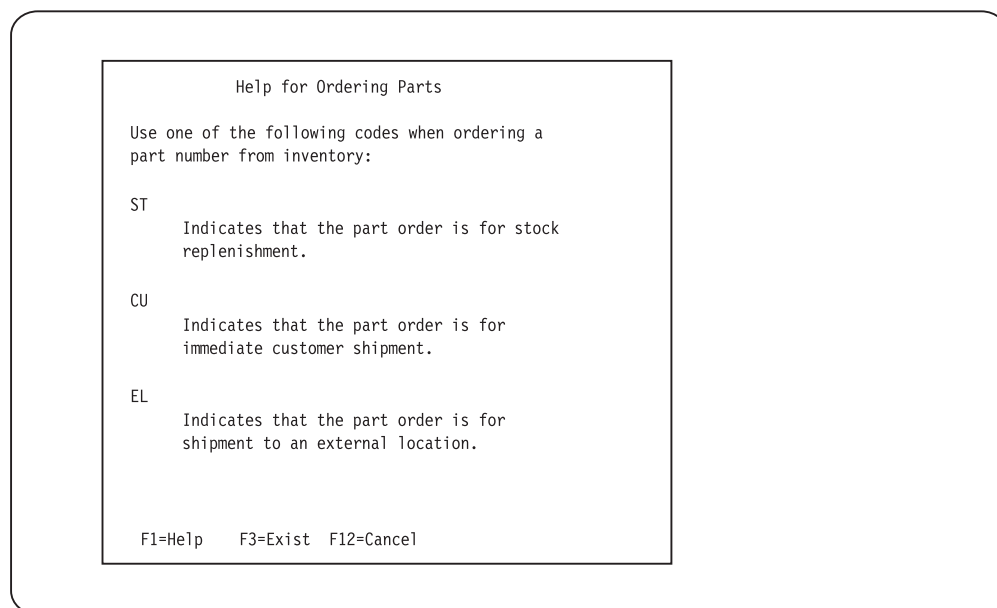 Help for Ordering Parts
Use one of the following codes when ordering a
part number from inventory:
ST
Indicates that the part order is for stock
replenishment.
CU
Indicates that the part order is for
immediate customer shipment.
EL
Indicates that the part order is for
shipment to an external location.
F1=Help F3=Exist F12=Cancel